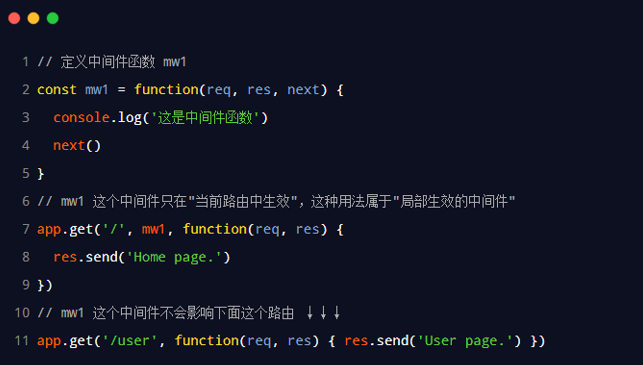 1 // 定义中间件函数 mw1
2 const mw1 = function(req, res, next) {
3 console.log('这是中间件函数')
4 next()
5 }
6 // mw1 这个中间件只在"当前路由中生效"，这种用法属于"局部生效的中间件"
7 app.get('/', mw1, function(req, res) {
8 res.send('Home page.')
9 })
10 // mw1 这个中间件不会影响下面这个路由 ↓↓↓
11 app.get('/user', function(req, res) { res.send('User page.') })